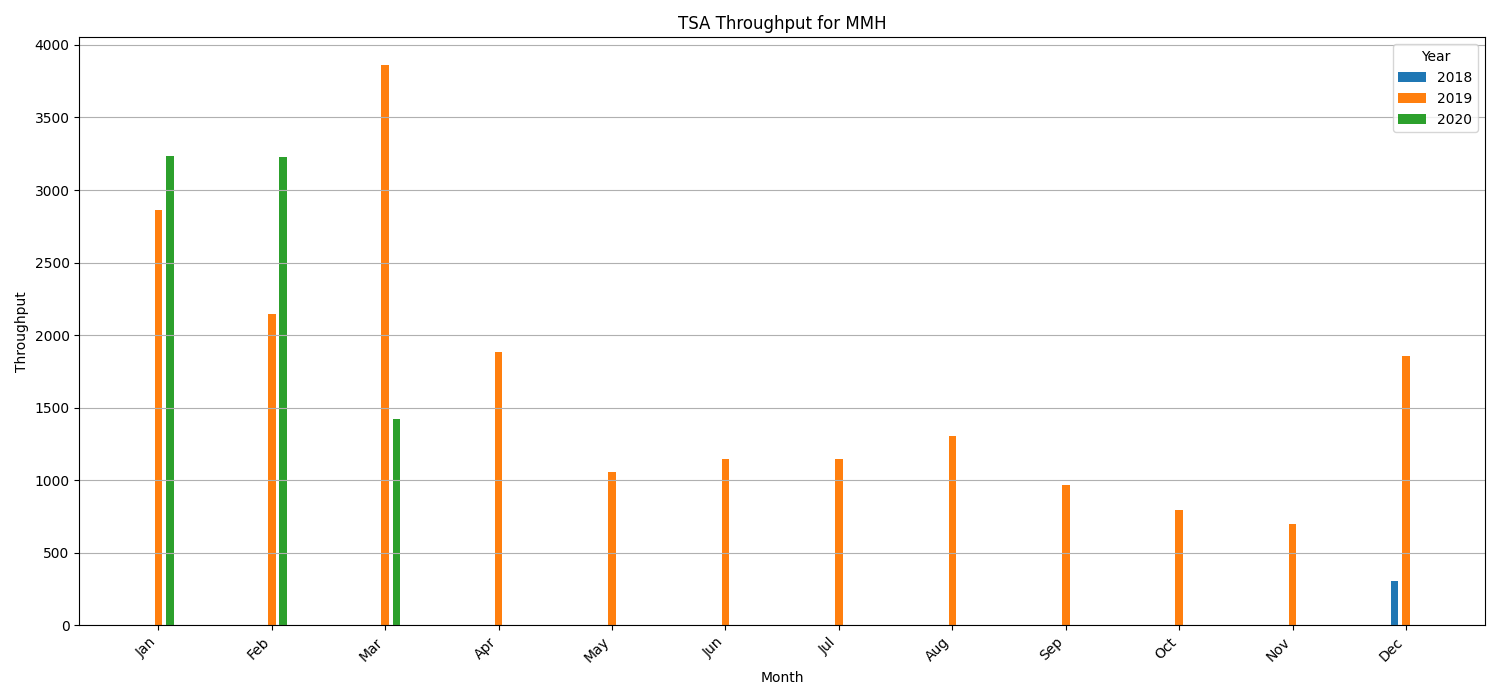 TSA Throughput for MMH
4000
3500
3000
2500
2000
1500
1000
500
0
Throughput
Year
2018
2019
2020
Jan
Feb
Mar
Apr
May
Jun
Jul
Aug
Sep
Oct
Nov
Dec
Month